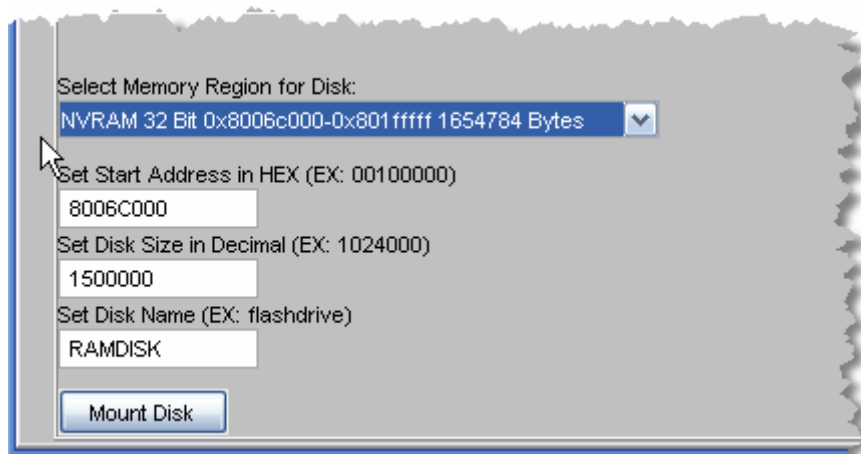 Select Memory Region for Disk:
NVRAM 32 Bit 0x8006c000-0x801fffff 1654784 Bytes
Set Start Address in HEX (EX: 00100000)
8006C000
Set Disk Size in Decimal (EX: 1024000)
1500000
Set Disk Name (EX: flashdrive)
RAMDISK
Mount Disk